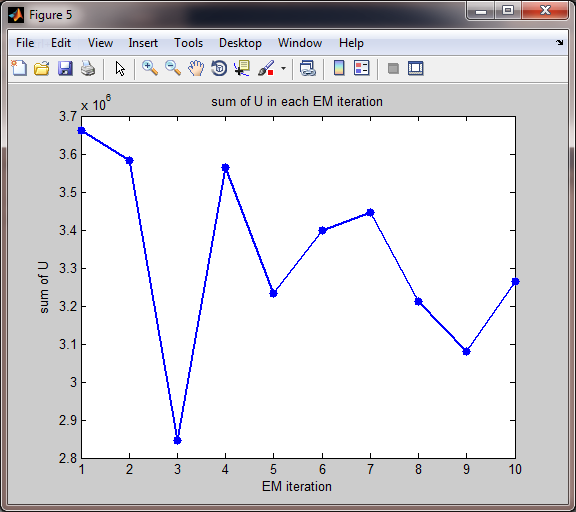 Figure 5
File Edit View Insert Tools Desktop Window Help
sum of U in each EM iteration
x 10^6
3.7
3.6
3.5
3.4
3.3
3.2
3.1
3
2.9
2.8
sum of U
1 2 3 4 5 6 7 8 9 10
EM iteration